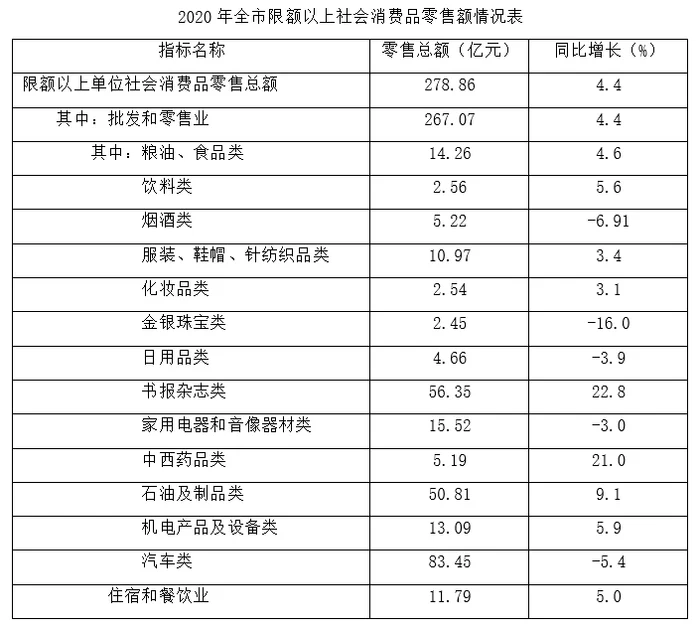 2020 年全市限额以上社会消费品零售额情况表
指标名称 零售总额（亿元） 同比增长（%）
限额以上单位社会消费品零售总额 278.86 4.4
其中：批发和零售业 267.07 4.4
其中：粮油、食品类 14.26 4.6
饮料类 2.56 5.6
烟酒类 5.22 -6.91
服装、鞋帽、针纺织品类 10.97 3.4
化妆品类 2.54 3.1
金银珠宝类 2.45 -16.0
日用品类 4.66 -3.9
书报杂志类 56.35 22.8
家用电器和音像器材类 15.52 -3.0
中西药品类 5.19 21.0
石油及制品类 50.81 9.1
机电产品及设备类 13.09 5.9
汽车类 83.45 -5.4
住宿和餐饮业 11.79 5.0